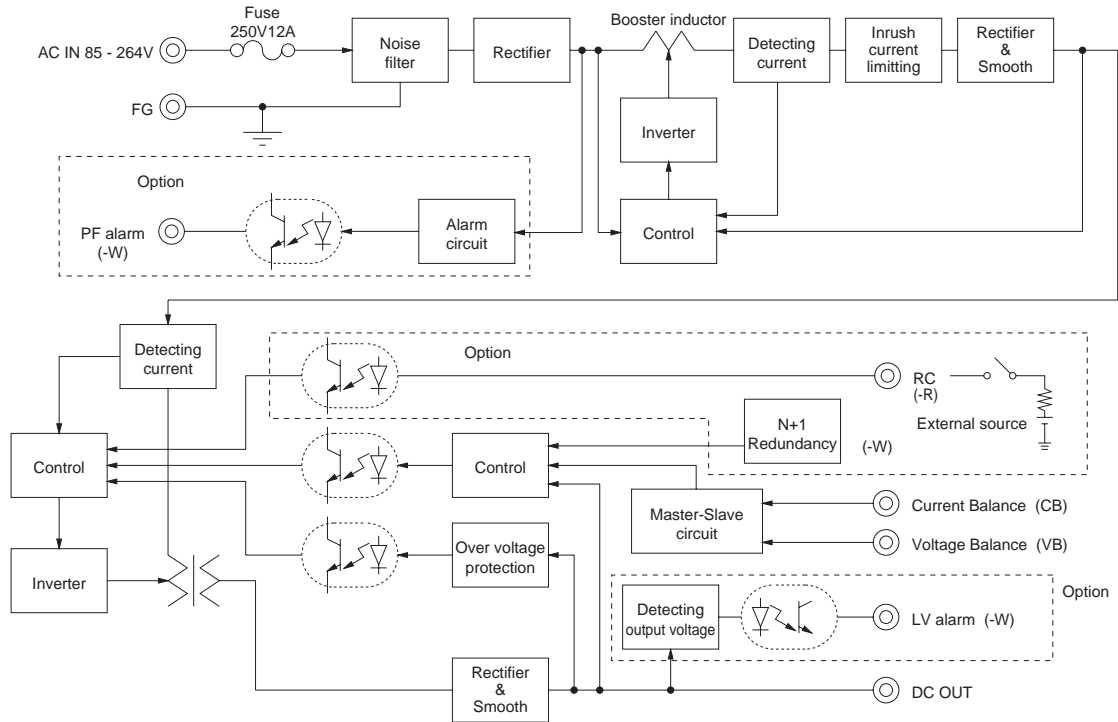 Fuse
250V12A
AC IN 85 - 264V
Noise
filter
Rectifier
Booster inductor
Detecting
current
Inrush
current
limitting
Rectifier
&
Smooth
FG
Inverter
Option
PF alarm
(-W)
Alarm
circuit
Control
Detecting
current
Option
RC
(-R)
External source
N+1
Redundancy
(-W)
Control
Control
Master-Slave
circuit
Current Balance (CB)
Voltage Balance (VB)
Inverter
Over voltage
protection
Option
Detecting
output voltage
LV alarm (-W)
Rectifier
&
Smooth
DC OUT